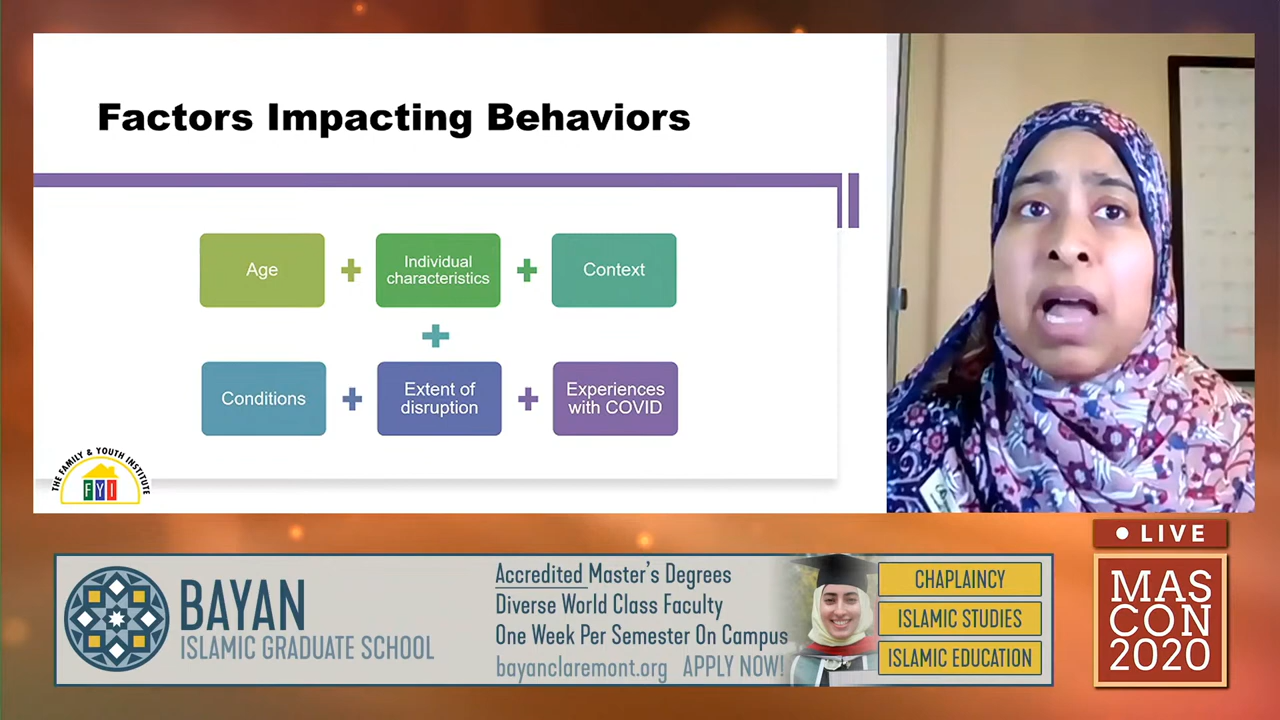 Factors Impacting Behaviors
Age
Individual
characteristics
Context
Conditions
Extent of
disruption
Experiences
with COVID
THE FAMILY & YOUTH INSTITUTE
FYI
LIVE
BAYAN
ISLAMIC GRADUATE SCHOOL
Accredited Master's Degrees
Diverse World Class Faculty
One Week Per Semester On Campus
bayanclaremont.org APPLY NOW!
CHAPLAINCY
ISLAMIC STUDIES
ISLAMIC EDUCATION
MAS
CON
2020